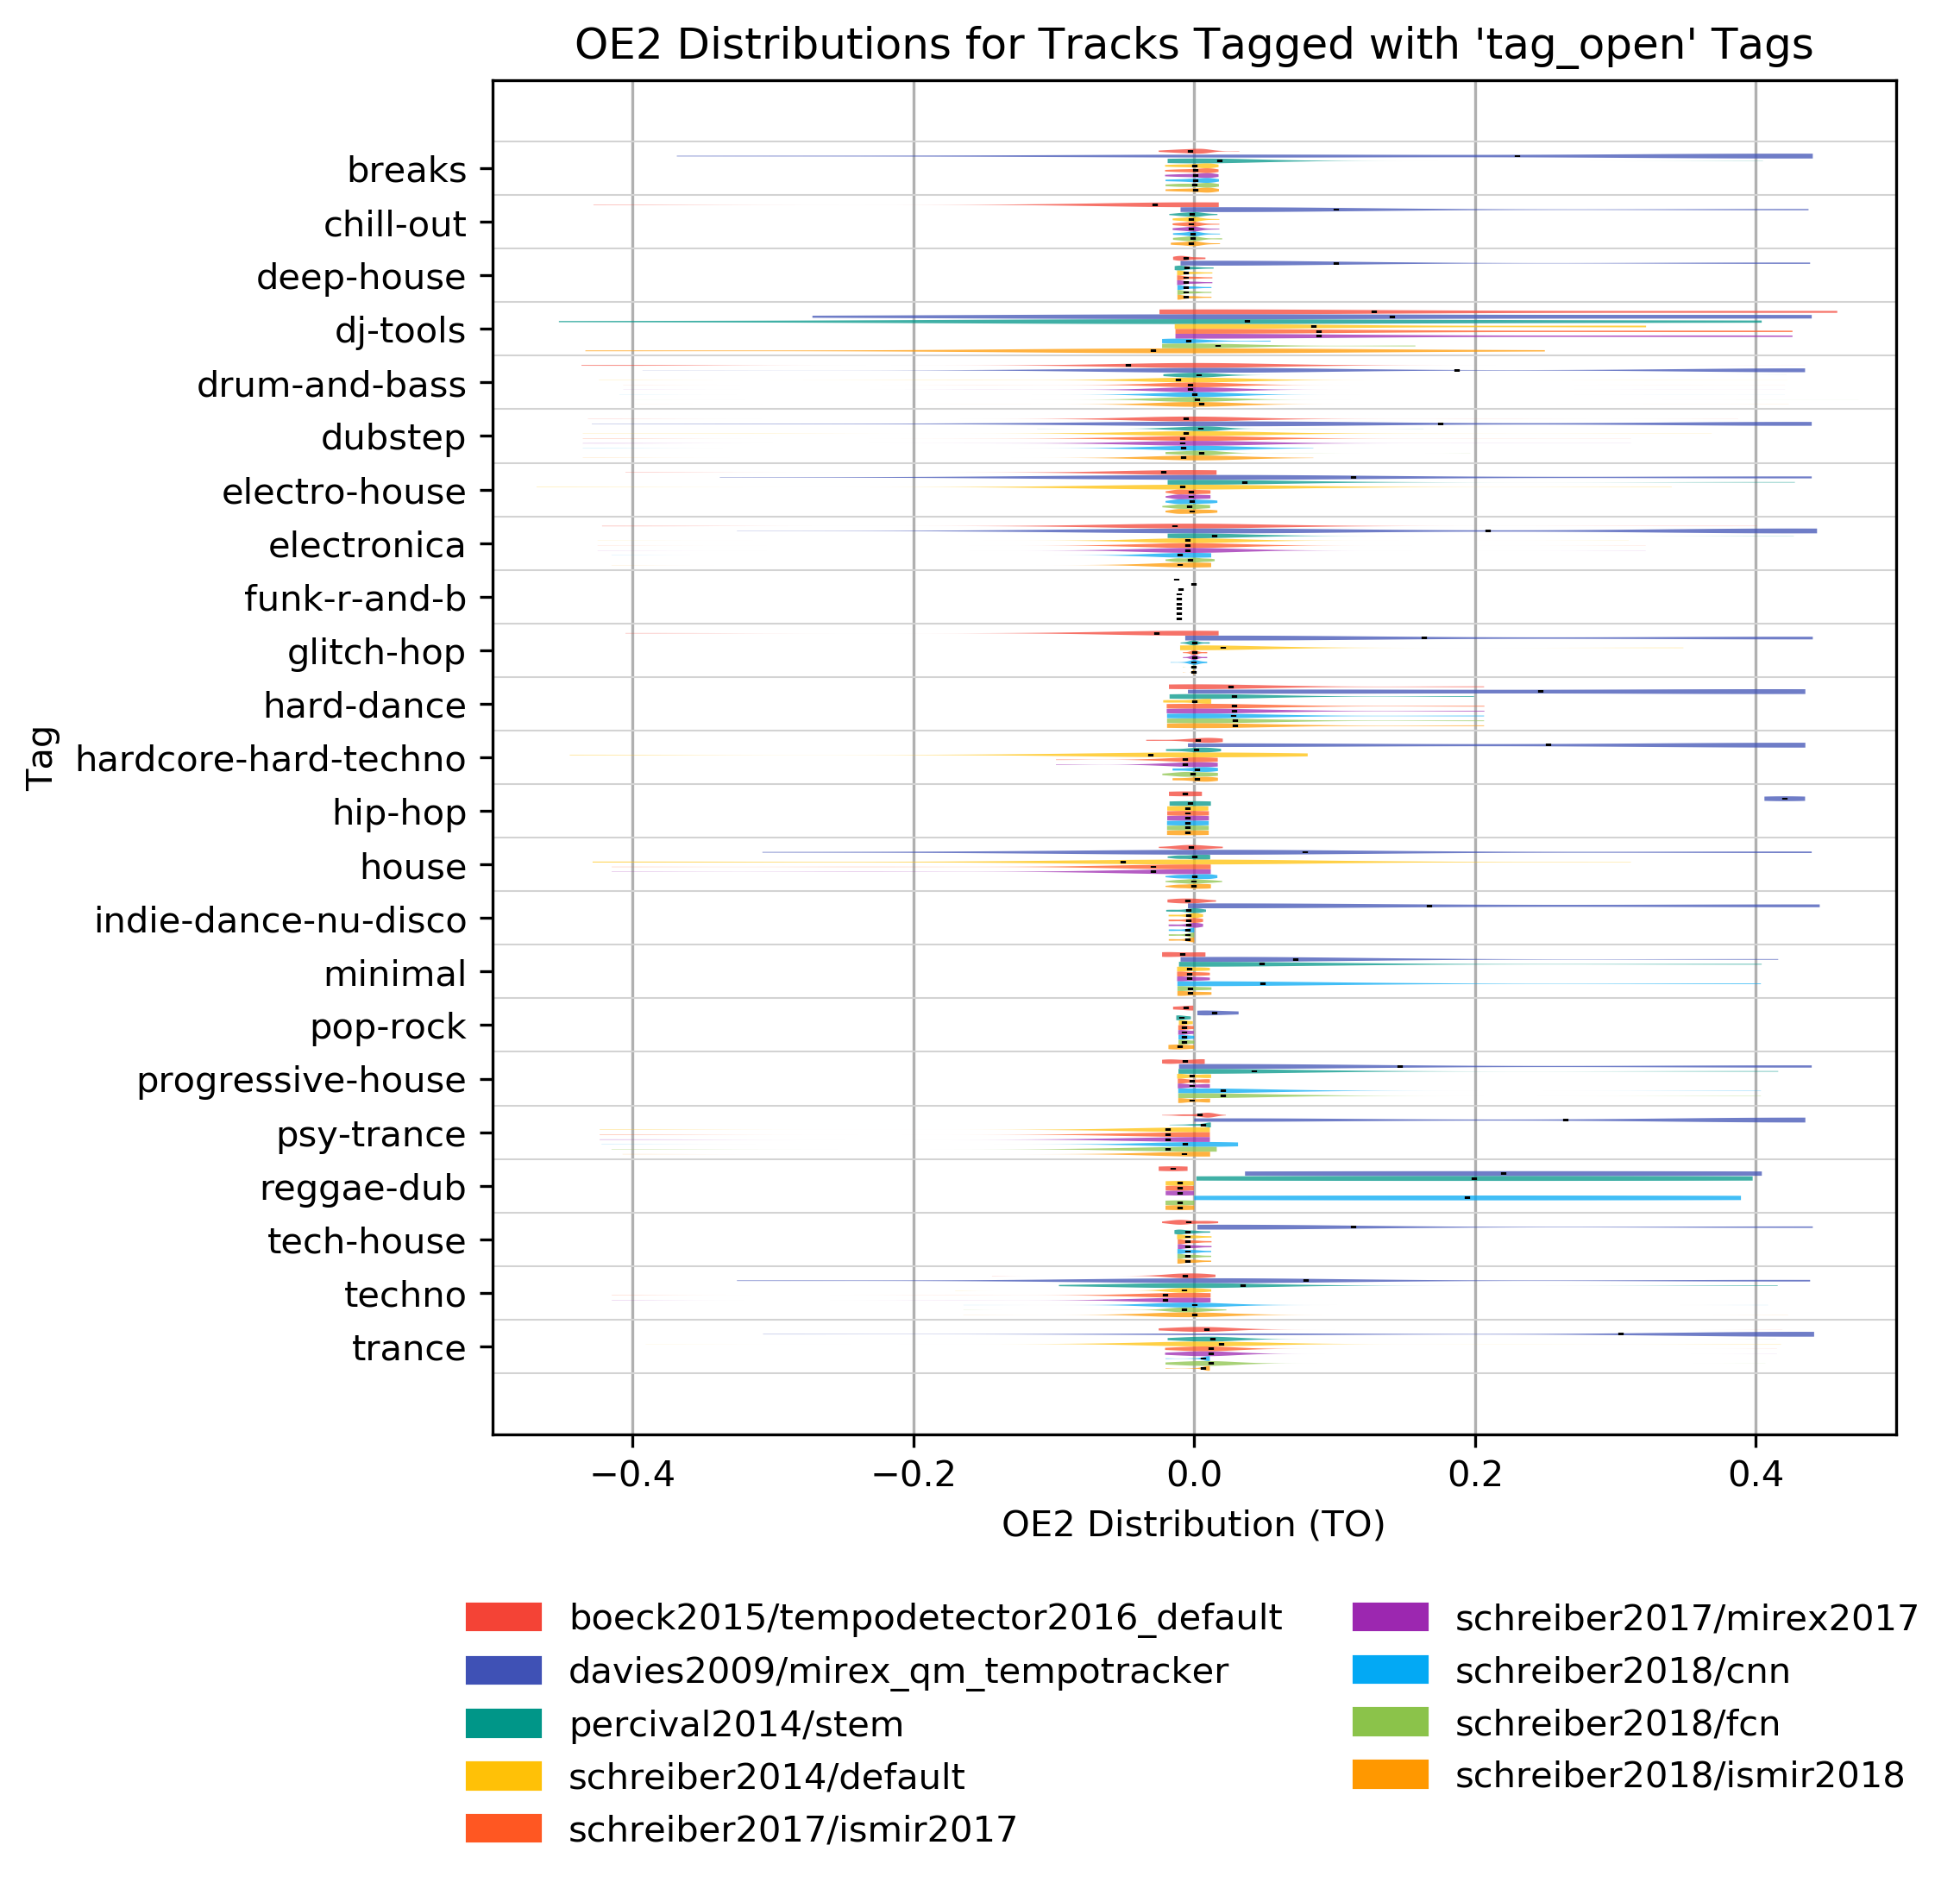 OE2 Distributions for Tracks Tagged with 'tag_open' Tags
Tag
breaks
chill-out
deep-house
dj-tools
drum-and-bass
dubstep
electro-house
electronica
funk-r-and-b
glitch-hop
hard-dance
hardcore-hard-techno
hip-hop
house
indie-dance-nu-disco
minimal
pop-rock
progressive-house
psy-trance
reggae-dub
tech-house
techno
trance
−0.4 −0.2 0.0 0.2 0.4
OE2 Distribution (TO)
boeck2015/tempodetector2016_default
davies2009/mirex_qm_tempotracker
percival2014/stem
schreiber2014/default
schreiber2017/ismir2017
schreiber2017/mirex2017
schreiber2018/cnn
schreiber2018/fcn
schreiber2018/ismir2018